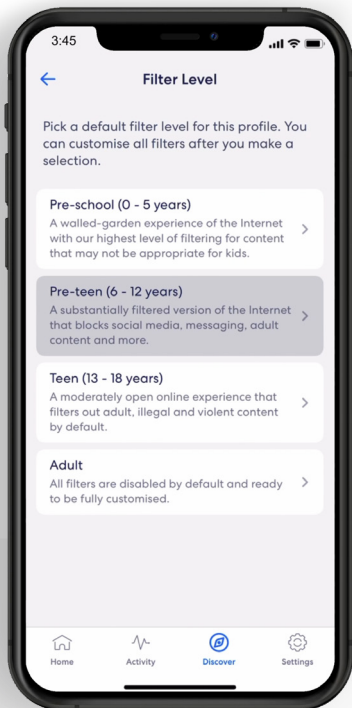 3:45
Filter Level
Pick a default filter level for this profile. You
can customise all filters after you make a
selection.
Pre-school (0 - 5 years)
A walled-garden experience of the Internet
with our highest level of filtering for content
that may not be appropriate for kids.
Pre-teen (6 - 12 years)
A substantially filtered version of the Internet
that blocks social media, messaging, adult
content and more.
Teen (13 - 18 years)
A moderately open online experience that
filters out adult, illegal and violent content
by default.
Adult
All filters are disabled by default and ready
to be fully customised.
Home Activity Discover Settings